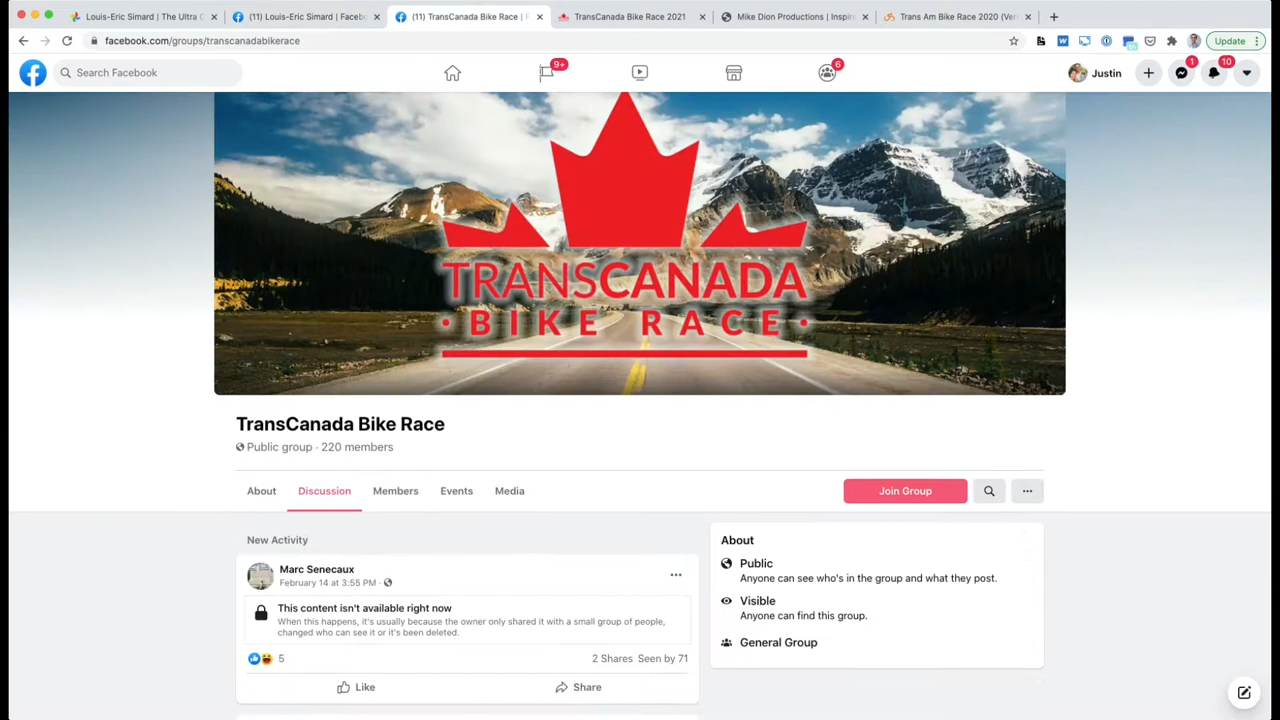 Louis-Eric Simard | The Ultra C
(11) Louis-Eric Simard | Faceb
(11) TransCanada Bike Race | F
TransCanada Bike Race 2021
Mike Dion Productions | Inspir
Trans Am Bike Race 2020 (Ver
facebook.com/groups/transcanadabikerace
Update
Search Facebook
9+
6
Justin
1
10
TRANSCANADA
· BIKE RACE ·
TransCanada Bike Race
Public group · 220 members
About
Discussion
Members
Events
Media
Join Group
New Activity
Marc Senecaux
February 14 at 3:55 PM ·
This content isn't available right now
When this happens, it's usually because the owner only shared it with a small group of people,
changed who can see it or it's been deleted.
5
2 Shares Seen by 71
Like
Share
About
Public
Anyone can see who's in the group and what they post.
Visible
Anyone can find this group.
General Group